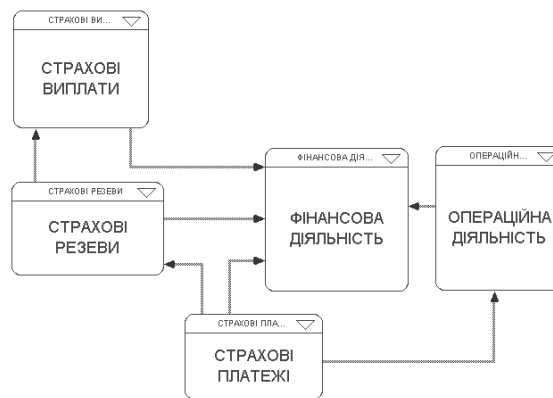 СТРАХОВІ ВИ...
СТРАХОВІ
ВИПЛАТИ
ФІНАНСОВА ДІЯ...
ФІНАНСОВА
ДІЯЛЬНІСТЬ
ОПЕРАЦІЙН...
ОПЕРАЦІЙНА
ДІЯЛЬНІСТЬ
СТРАХОВІ РЕЗЕВИ
СТРАХОВІ
РЕЗЕВИ
СТРАХОВІ ПЛА...
СТРАХОВІ
ПЛАТЕЖІ